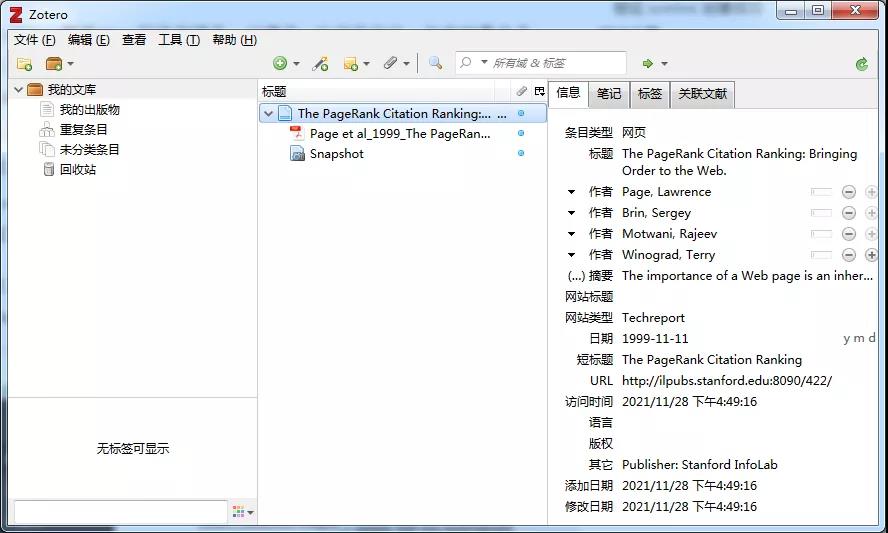 Zotero
文件 (F) 编辑 (E) 查看 工具 (T) 帮助 (H)
所有域 & 标签
我的文库
我的出版物
重复条目
未分类条目
回收站
无标签可显示
标题
The PageRank Citation Ranking:... ...
Page et al_1999_The PageRan...
Snapshot
信息 笔记 标签 关联文献
条目类型 网页
标题 The PageRank Citation Ranking: Bringing
Order to the Web.
作者 Page, Lawrence
作者 Brin, Sergey
作者 Motwani, Rajeev
作者 Winograd, Terry
(...) 摘要 The importance of a Web page is an inher...
网站标题
网站类型 Techreport
日期 1999-11-11 y m d
短标题 The PageRank Citation Ranking
URL http://ilpubs.stanford.edu:8090/422/
访问时间 2021/11/28 下午4:49:16
语言
版权
其它 Publisher: Stanford InfoLab
添加日期 2021/11/28 下午4:49:16
修改日期 2021/11/28 下午4:49:16